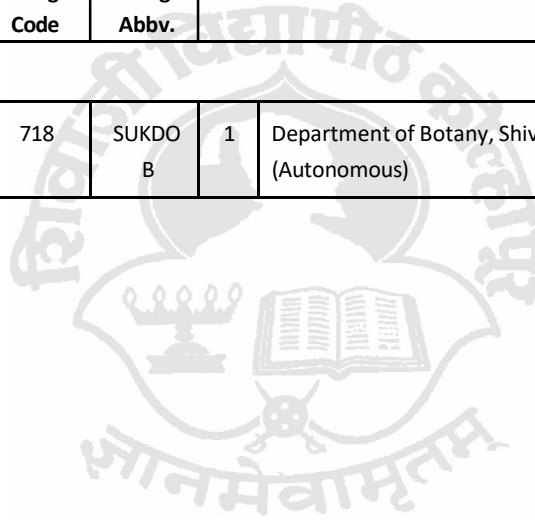 Code Abbv.
718 SUKDO 1 Department of Botany, Shiv
B (Autonomous)
शिवाजी विद्यापीठ कोल्हापूर
ज्ञानमेवामृतम्